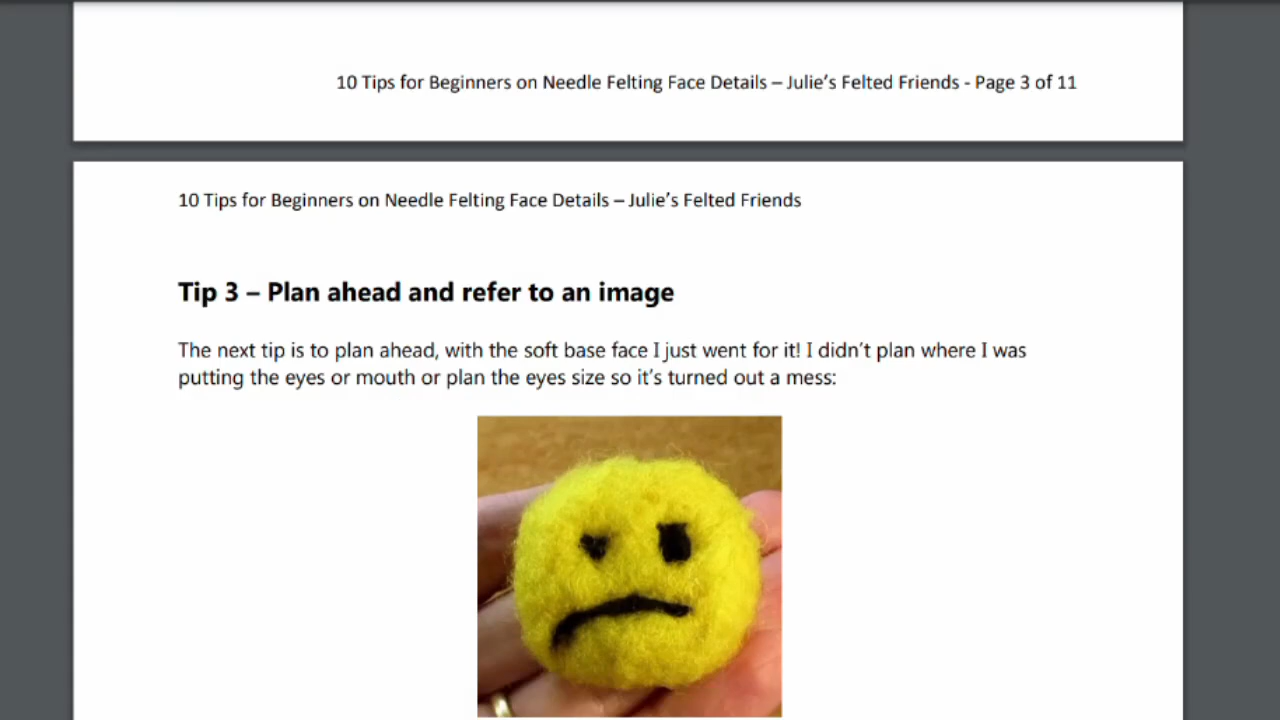 10 Tips for Beginners on Needle Felting Face Details – Julie’s Felted Friends - Page 3 of 11
10 Tips for Beginners on Needle Felting Face Details – Julie’s Felted Friends
Tip 3 – Plan ahead and refer to an image
The next tip is to plan ahead, with the soft base face I just went for it! I didn’t plan where I was
putting the eyes or mouth or plan the eyes size so it’s turned out a mess: